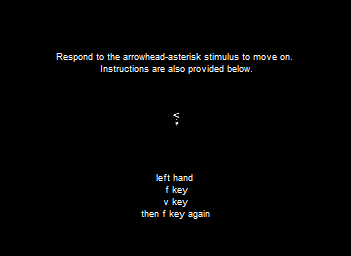 Respond to the arrowhead-asterisk stimulus to move on.
Instructions are also provided below.
<
*
left hand
f key
v key
then f key again